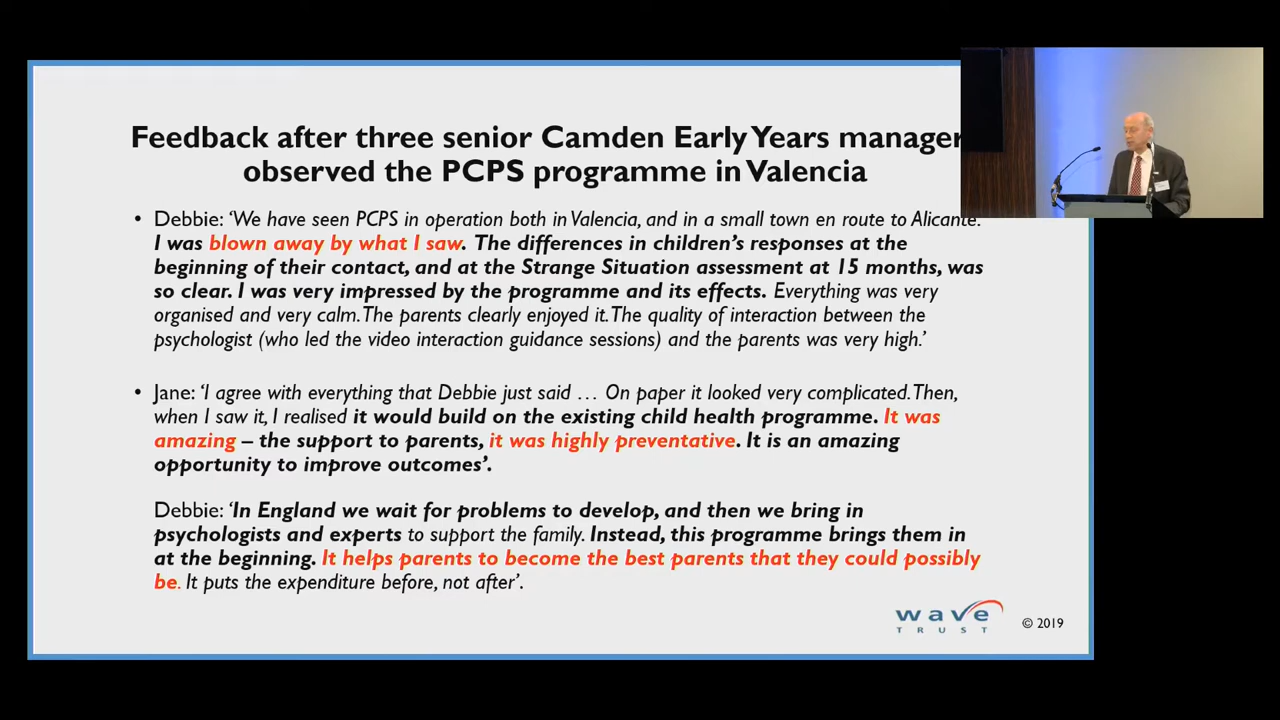 Feedback after three senior Camden Early Years manager
observed the PCPS programme in Valencia
• Debbie: ‘We have seen PCPS in operation both in Valencia, and in a small town en route to Alicante.
I was blown away by what I saw. The differences in children’s responses at the
beginning of their contact, and at the Strange Situation assessment at 15 months, was
so clear. I was very impressed by the programme and its effects. Everything was very
organised and very calm. The parents clearly enjoyed it. The quality of interaction between the
psychologist (who led the video interaction guidance sessions) and the parents was very high.’
• Jane: ‘I agree with everything that Debbie just said … On paper it looked very complicated. Then,
when I saw it, I realised it would build on the existing child health programme. It was
amazing – the support to parents, it was highly preventative. It is an amazing
opportunity to improve outcomes’.
Debbie: ‘In England we wait for problems to develop, and then we bring in
psychologists and experts to support the family. Instead, this programme brings them in
at the beginning. It helps parents to become the best parents that they could possibly
be. It puts the expenditure before, not after’.
wave
TRUST
© 2019